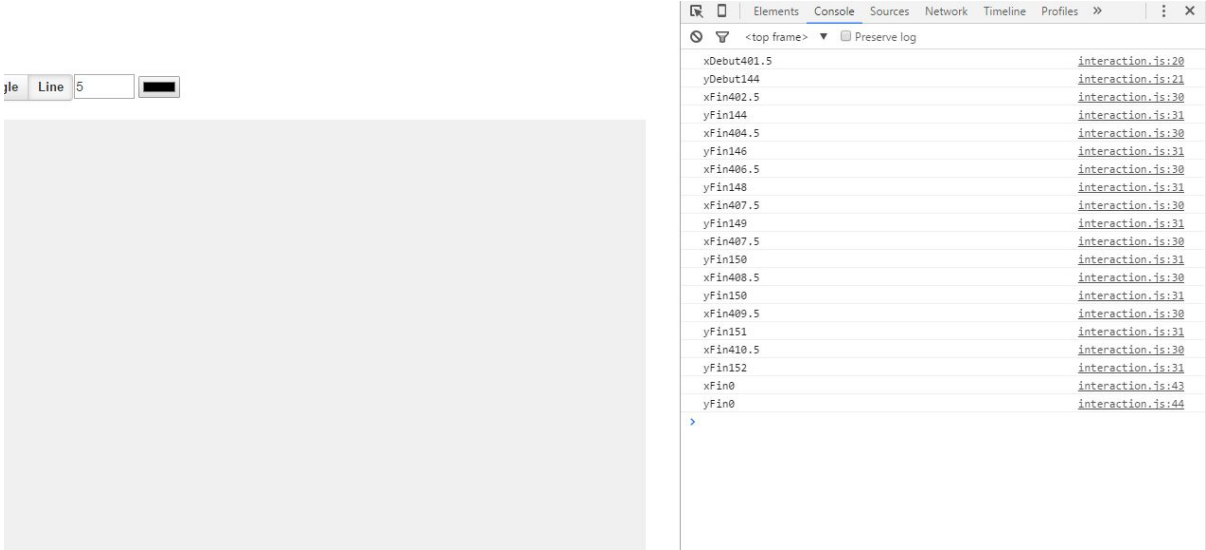 Elements Console Sources Network Timeline Profiles »
<top frame> ▼ Preserve log
gle Line 5
xDebut401.5 interaction.js:20
yDebut144 interaction.js:21
xFin402.5 interaction.js:30
yFin144 interaction.js:31
xFin404.5 interaction.js:30
yFin146 interaction.js:31
xFin406.5 interaction.js:30
yFin148 interaction.js:31
xFin407.5 interaction.js:30
yFin149 interaction.js:31
xFin407.5 interaction.js:30
yFin150 interaction.js:31
xFin408.5 interaction.js:30
yFin150 interaction.js:31
xFin409.5 interaction.js:30
yFin151 interaction.js:31
xFin410.5 interaction.js:30
yFin152 interaction.js:31
xFin0 interaction.js:43
yFin0 interaction.js:44